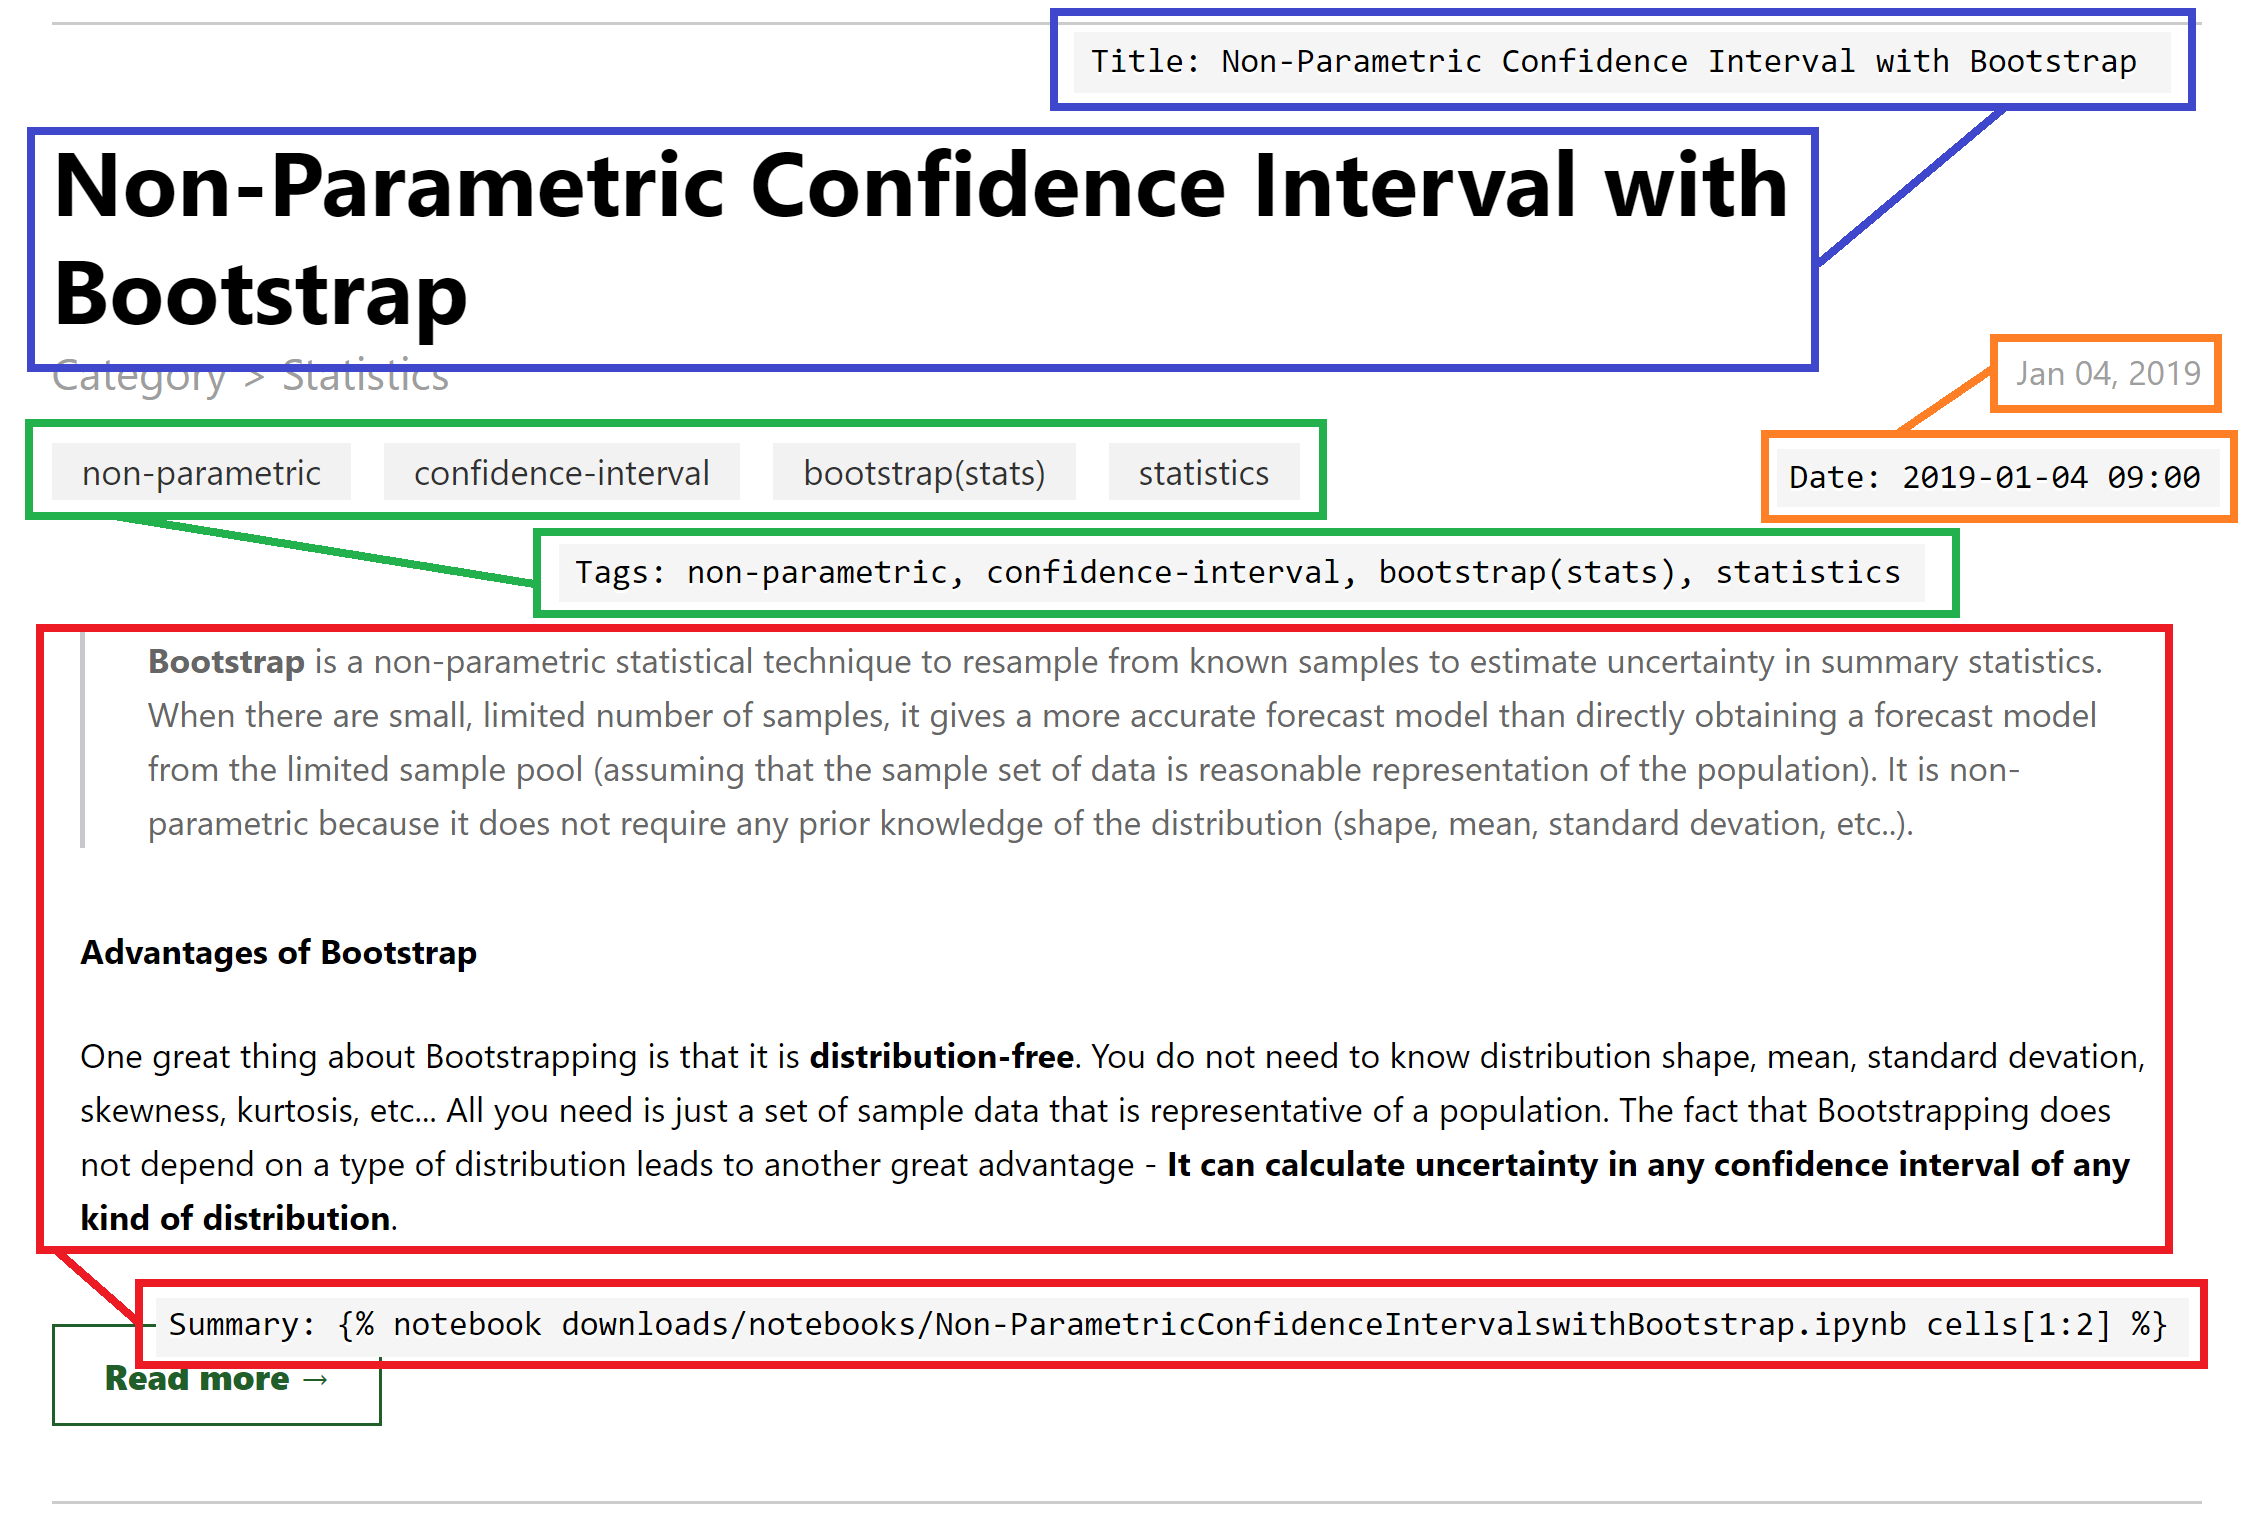 Title: Non-Parametric Confidence Interval with Bootstrap
Non-Parametric Confidence Interval with
Bootstrap
Category > Statistics
Jan 04, 2019
non-parametric confidence-interval bootstrap(stats) statistics
Date: 2019-01-04 09:00
Tags: non-parametric, confidence-interval, bootstrap(stats), statistics
Bootstrap is a non-parametric statistical technique to resample from known samples to estimate uncertainty in summary statistics.
When there are small, limited number of samples, it gives a more accurate forecast model than directly obtaining a forecast model
from the limited sample pool (assuming that the sample set of data is reasonable representation of the population). It is non-
parametric because it does not require any prior knowledge of the distribution (shape, mean, standard devation, etc..).
Advantages of Bootstrap
One great thing about Bootstrapping is that it is distribution-free. You do not need to know distribution shape, mean, standard devation,
skewness, kurtosis, etc... All you need is just a set of sample data that is representative of a population. The fact that Bootstrapping does
not depend on a type of distribution leads to another great advantage - It can calculate uncertainty in any confidence interval of any
kind of distribution.
Summary: {% notebook downloads/notebooks/Non-ParametricConfidenceIntervalswithBootstrap.ipynb cells[1:2] %}
Read more →